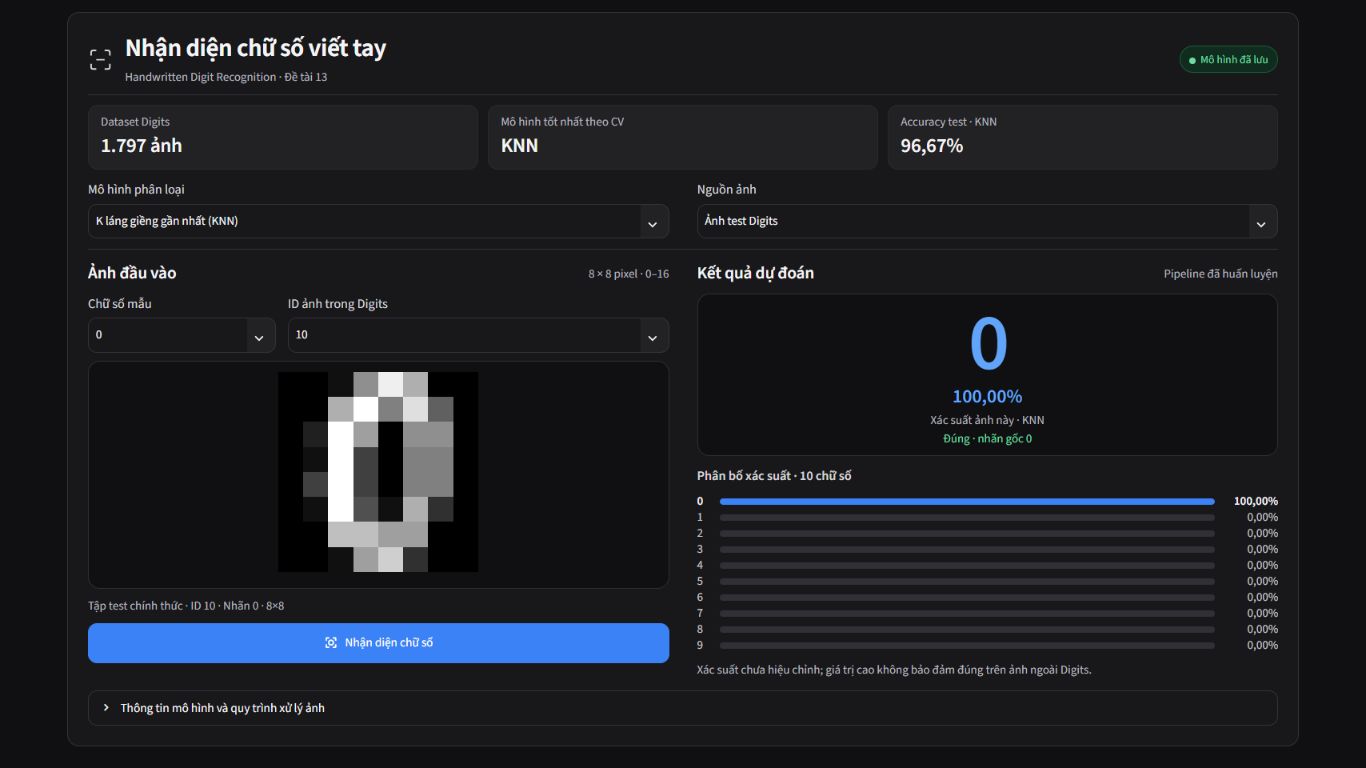 Nhận diện chữ số viết tay
Handwritten Digit Recognition · Đề tài 13
Mô hình đã lưu
Dataset Digits
1.797 ảnh
Mô hình tốt nhất theo CV
KNN
Accuracy test · KNN
96,67%
Mô hình phân loại
K láng giềng gần nhất (KNN)
Nguồn ảnh
Ảnh test Digits
Ảnh đầu vào
8 × 8 pixel · 0–16
Chữ số mẫu
0
ID ảnh trong Digits
10
Tập test chính thức · ID 10 · Nhãn 0 · 8×8
Nhận diện chữ số
Kết quả dự đoán
Pipeline đã huấn luyện
0
100,00%
Xác suất ảnh này · KNN
Đúng · nhãn gốc 0
Phân bố xác suất · 10 chữ số
0 100,00%
1 0,00%
2 0,00%
3 0,00%
4 0,00%
5 0,00%
6 0,00%
7 0,00%
8 0,00%
9 0,00%
Xác suất chưa hiệu chỉnh; giá trị cao không bảo đảm đúng trên ảnh ngoài Digits.
Thông tin mô hình và quy trình xử lý ảnh